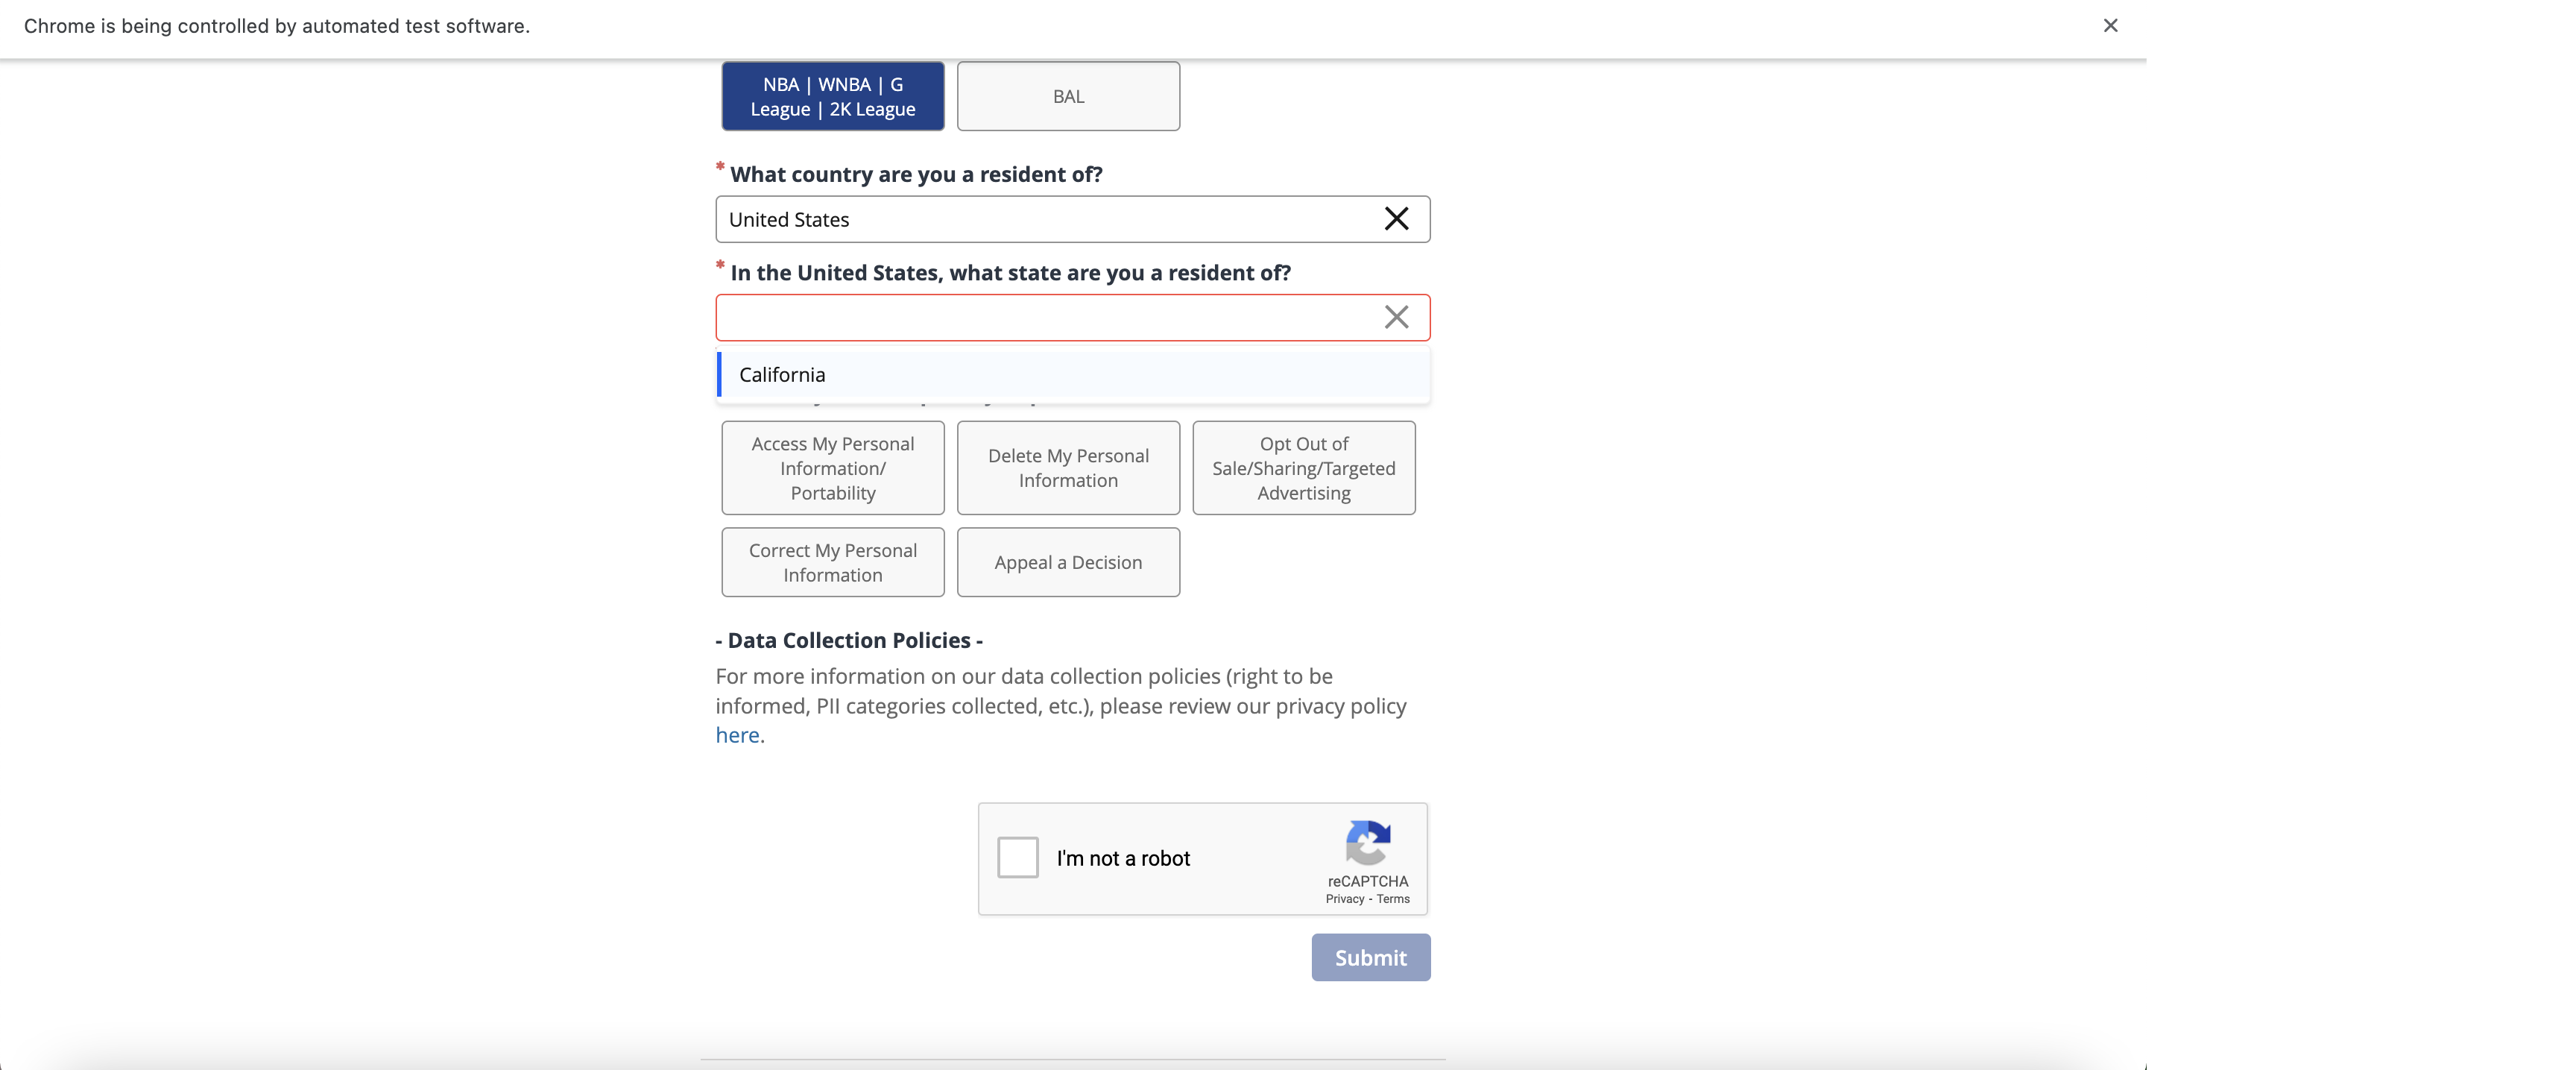 Chrome is being controlled by automated test software.
NBA | WNBA | G
League | 2K League
BAL
* What country are you a resident of?
United States
* In the United States, what state are you a resident of?
California
Access My Personal
Information/
Portability
Delete My Personal
Information
Opt Out of
Sale/Sharing/Targeted
Advertising
Correct My Personal
Information
Appeal a Decision
- Data Collection Policies -
For more information on our data collection policies (right to be
informed, PII categories collected, etc.), please review our privacy policy
here.
I'm not a robot
reCAPTCHA
Privacy - Terms
Submit